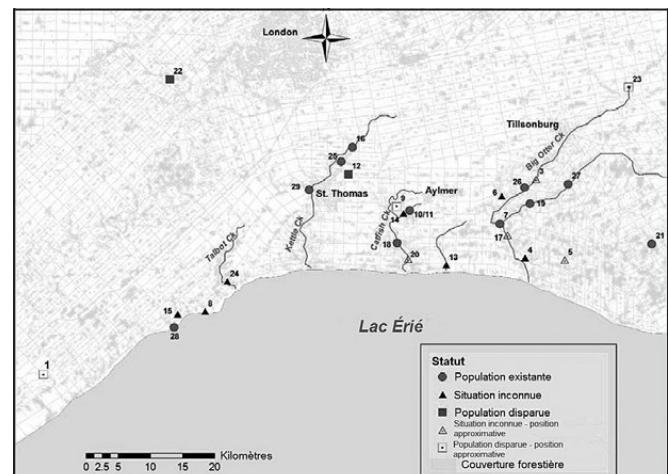 London
22
23
16
Tillsonburg
25
12
Big Otter Ck
3
27
29
St. Thomas
Aylmer
26
6
9
10/11
14
19
7
Kettle Ck
Catfish Ck
17
21
Talbot Ck
18
20
13
4
5
24
15
8
28
Lac Érié
1
Statut
Population existante
Situation inconnue
Population disparue
Situation inconnue - position
approximative
Population disparue - position
approximative
Couverture forestière
Kilomètres
0 2.5 5 10 15 20